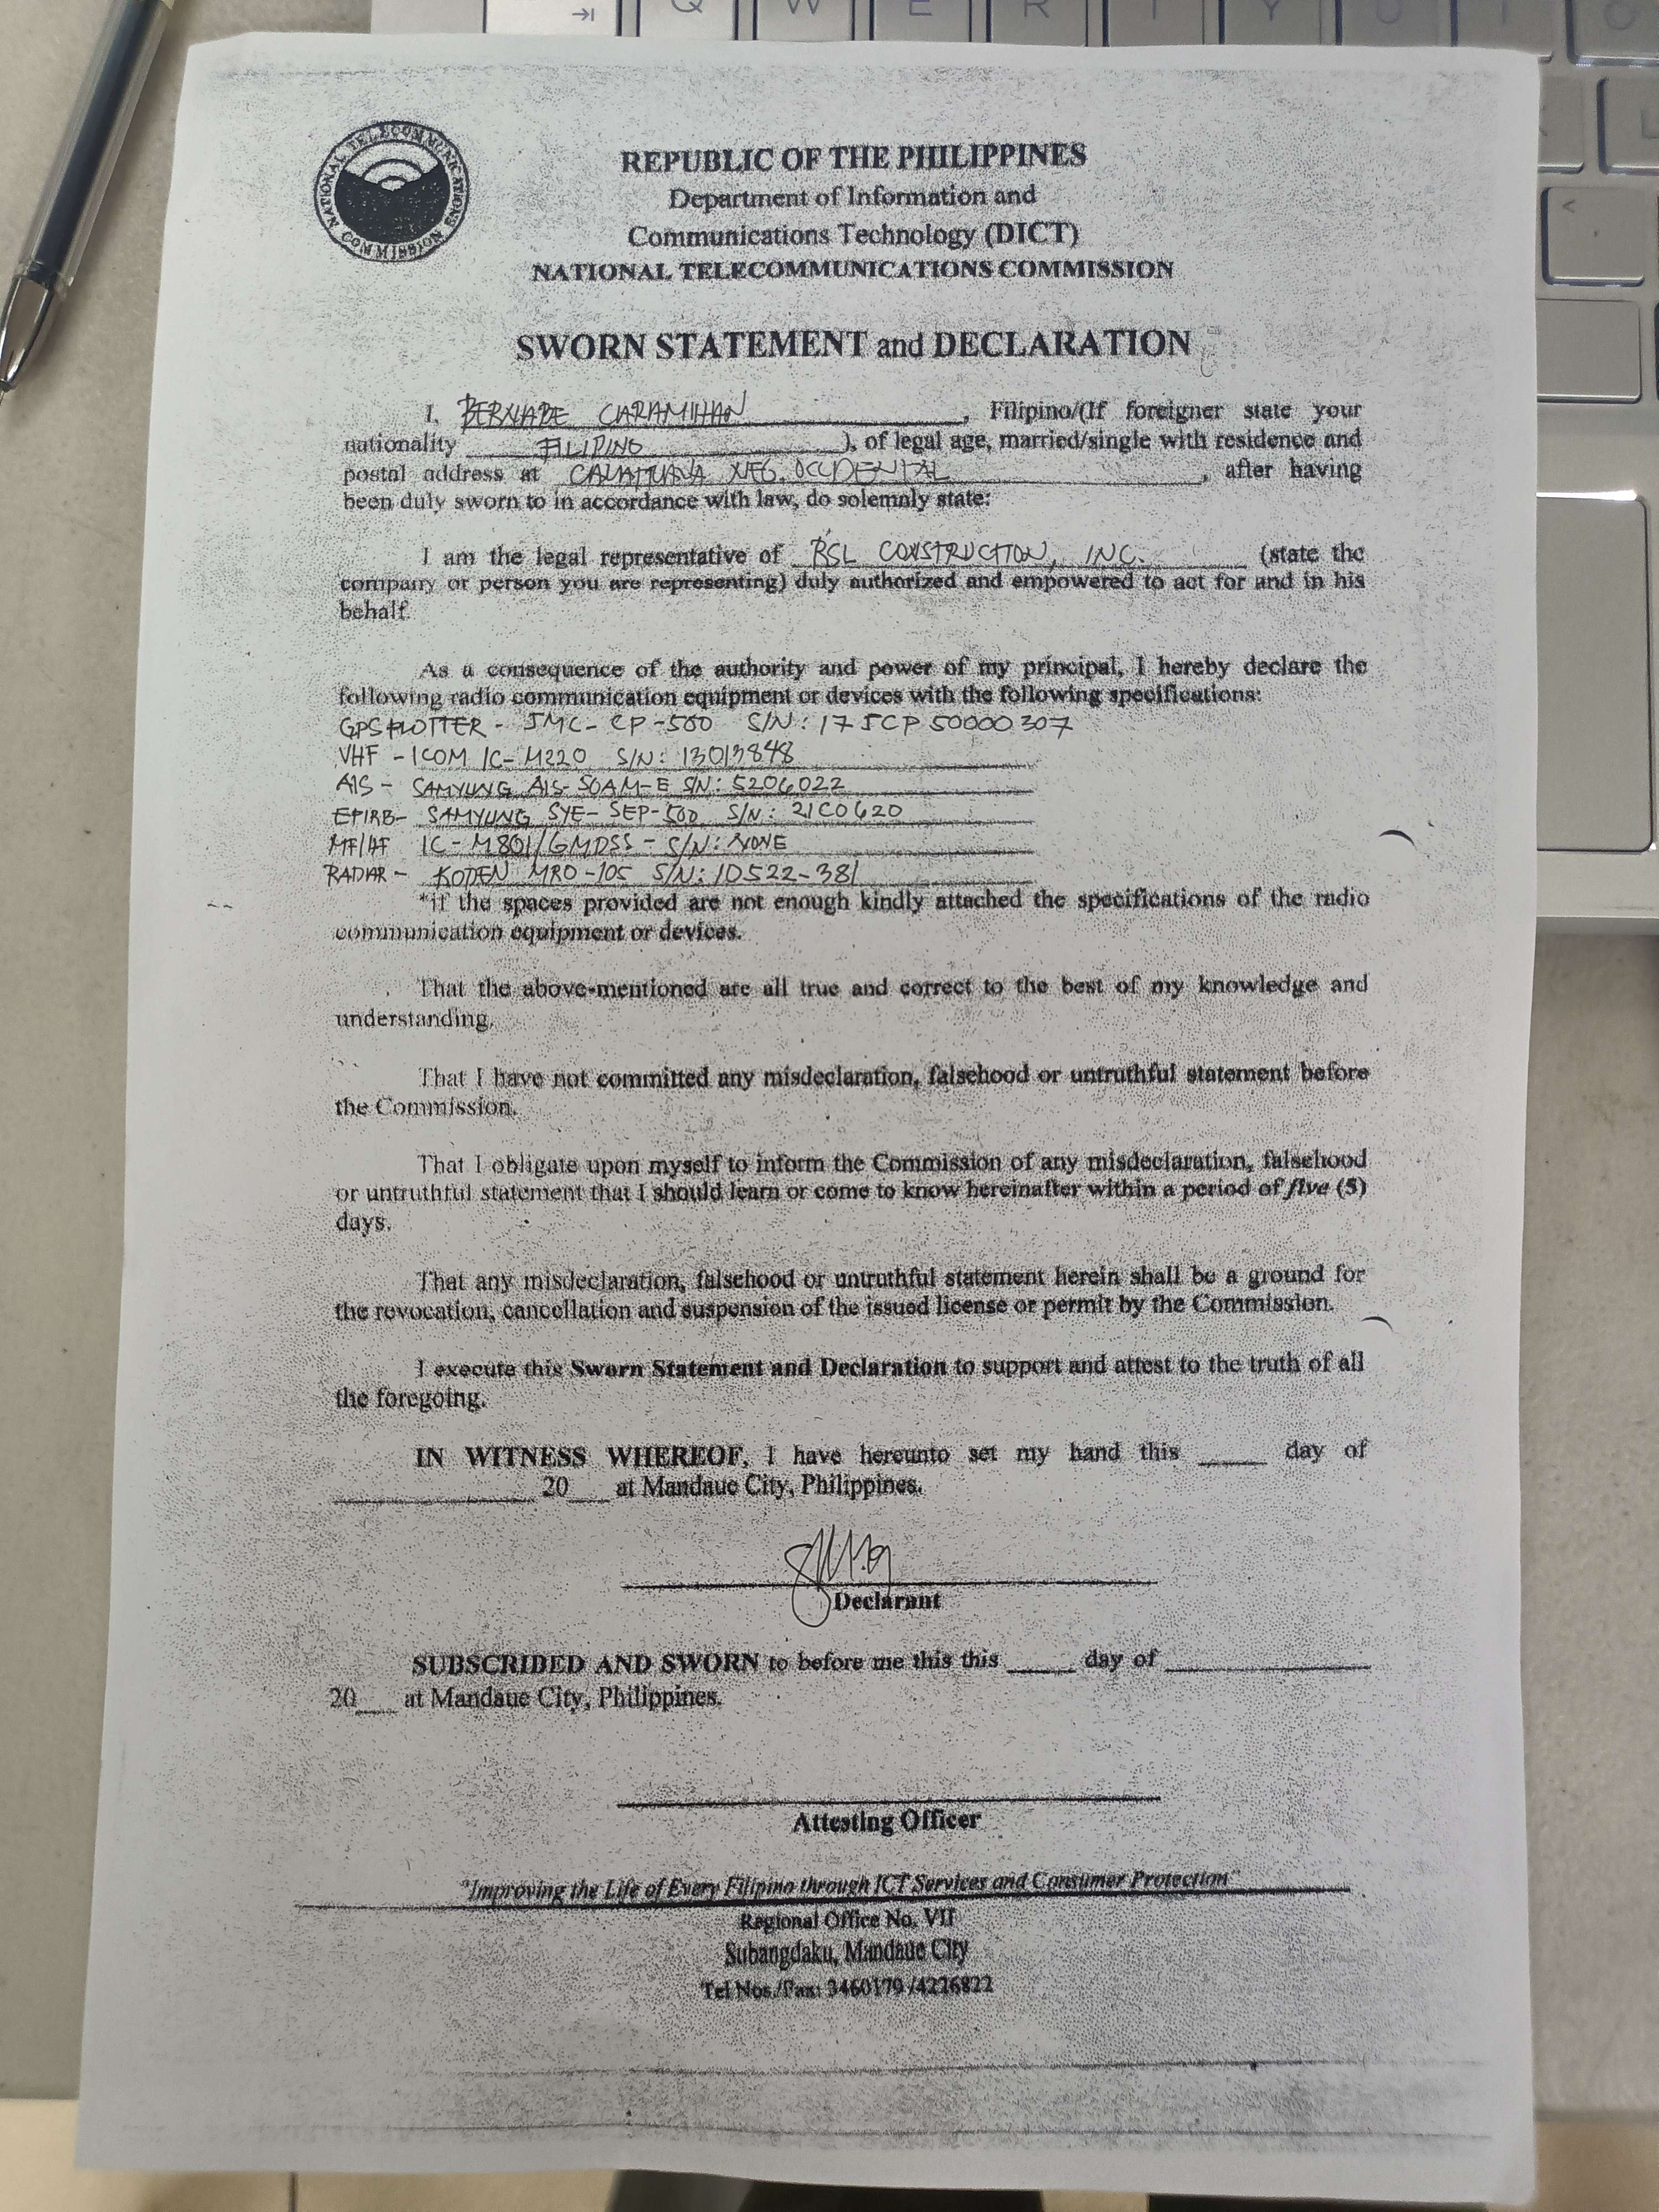 NATIONAL TELECOMMUNICATIONS COMMISSION
REPUBLIC OF THE PHILIPPINES
Department of Information and
Communications Technology (DICT)
NATIONAL TELECOMMUNICATIONS COMMISSION
SWORN STATEMENT and DECLARATION
I, BERNABE CARAMIHAN, Filipino/(If foreigner state your
nationality FILIPINO), of legal age, married/single with residence and
postal address at NEG. OCCIDENTAL, after having
been duly sworn to in accordance with law, do solemnly state:
I am the legal representative of RSL CONSTRUCTION, INC. (state the
company or person you are representing) duly authorized and empowered to act for and in his
behalf.
As a consequence of the authority and power of my principal, I hereby declare the
following radio communication equipment or devices with the following specifications:
GPS PLOTTER - JMC- CP-500 S/N: 175CP50000307
VHF - ICOM IC-M220 S/N: 13013848
AIS - SAMYUNG AIS-50AM-E S/N: 5206022
EPIRB- SAMYUNG SYE- SEP-500 S/N: 21C0620
MF/HF IC-M801/GMDSS - S/N: NONE
RADAR - KODEN MRO-105 S/N: 10522-381
*if the spaces provided are not enough kindly attached the specifications of the radio
communication equipment or devices.
That the above-mentioned are all true and correct to the best of my knowledge and
understanding.
That I have not committed any misdeclaration, falsehood or untruthful statement before
the Commission.
That I obligate upon myself to inform the Commission of any misdeclaration, falsehood
or untruthful statement that I should learn or come to know hereinafter within a period of five (5)
days.
That any misdeclaration, falsehood or untruthful statement herein shall be a ground for
the revocation, cancellation and suspension of the issued license or permit by the Commission.
I execute this Sworn Statement and Declaration to support and attest to the truth of all
the foregoing.
IN WITNESS WHEREOF, I have hereunto set my hand this ____ day of
____ 20__ at Mandaue City, Philippines.
Declarant
SUBSCRIBED AND SWORN to before me this this ____ day of ____
20__ at Mandaue City, Philippines.
Attesting Officer
"Improving the Life of Every Filipino through ICT Services and Consumer Protection"
Regional Office No. VII
Subangdaku, Mandaue City
Tel Nos./Fax: 3460179 /4226822